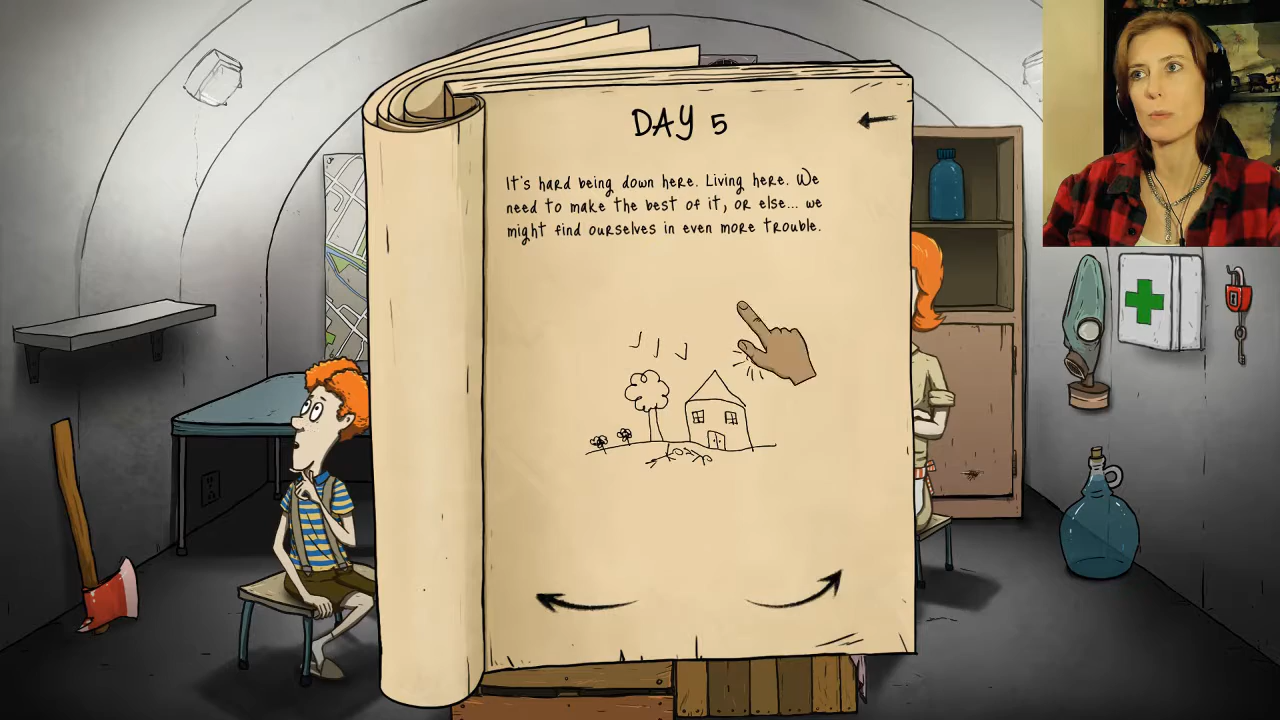 DAY 5
It's hard being down here. Living here. We
need to make the best of it, or else... we
might find ourselves in even more trouble.